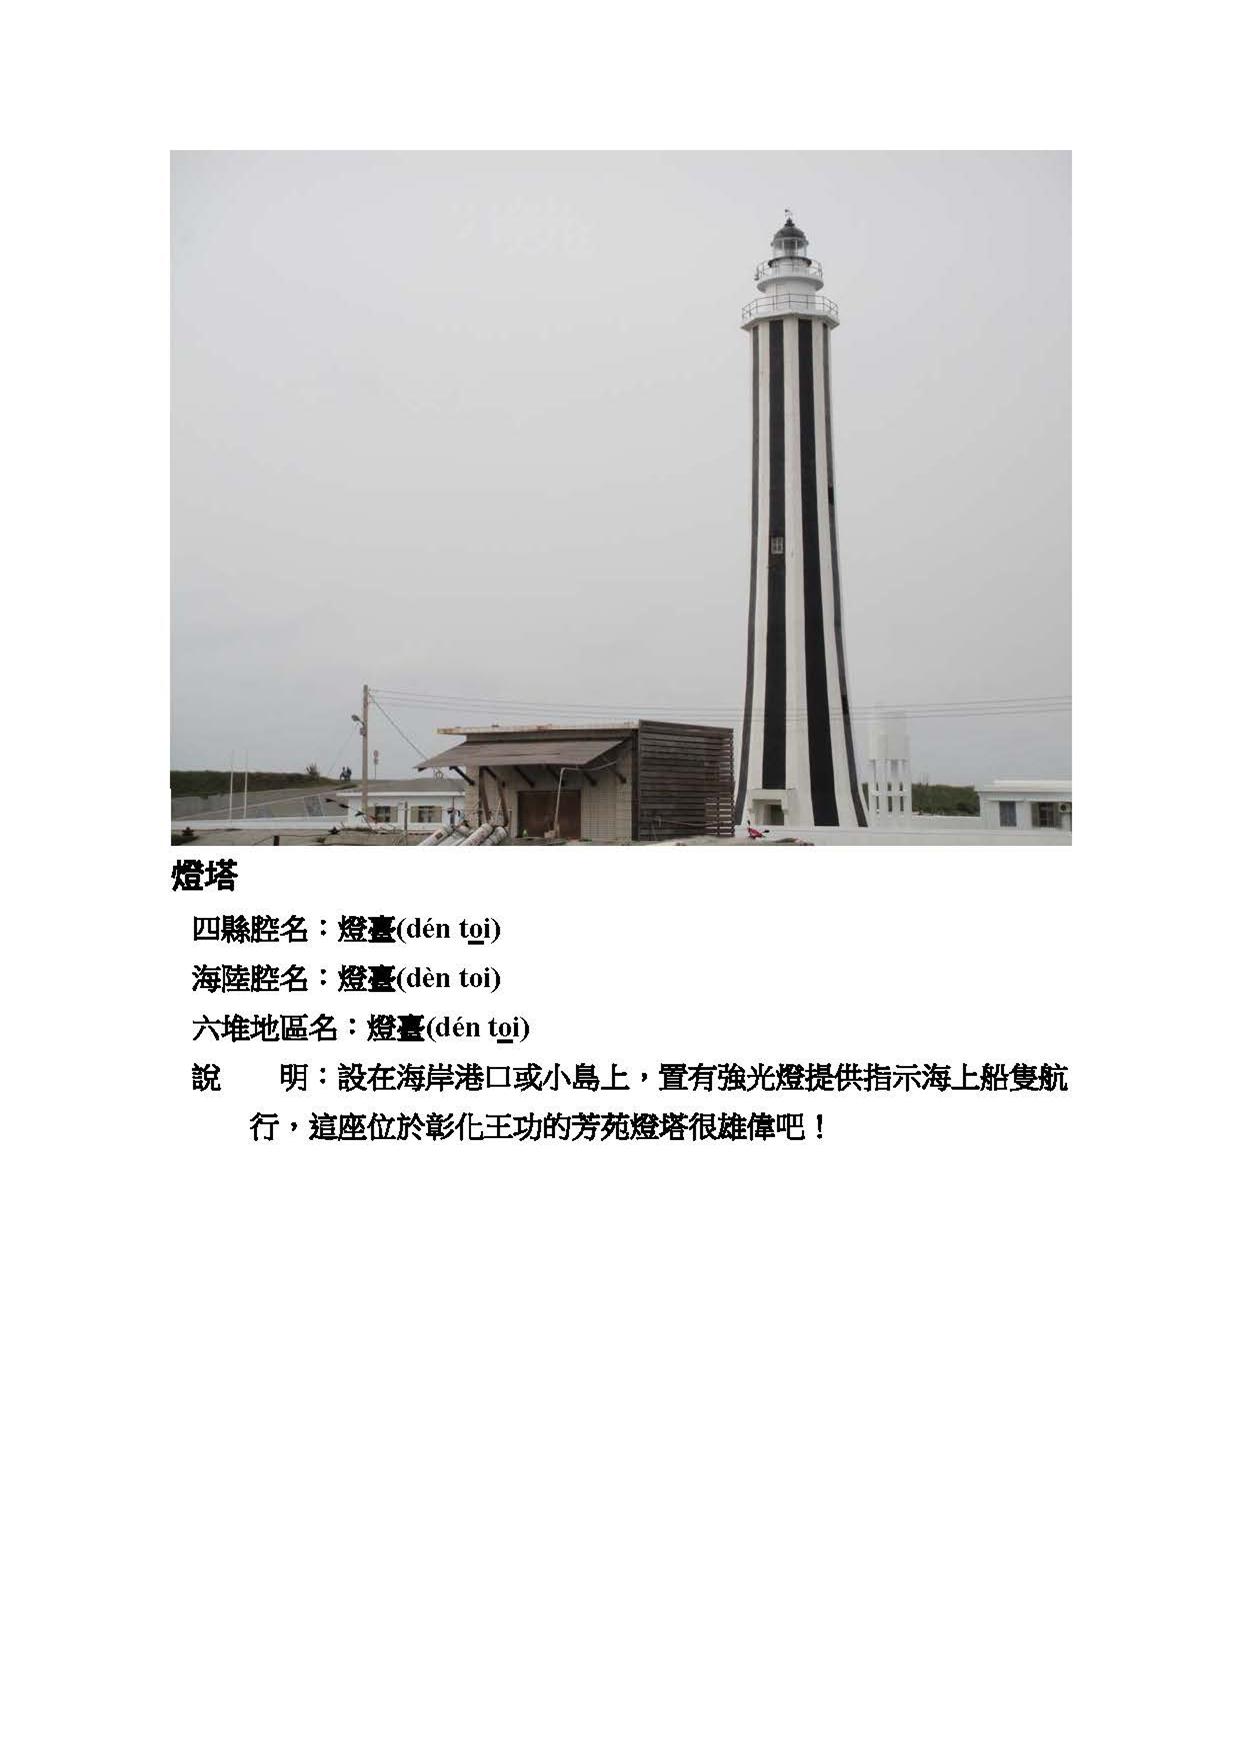 燈塔
四縣腔名：燈臺(dén to̲i)
海陸腔名：燈臺(dèn toi)
六堆地區名：燈臺(dén to̲i)
說　　明：設在海岸港口或小島上，置有強光燈提供指示海上船隻航
行，這座位於彰化王功的芳苑燈塔很雄偉吧！